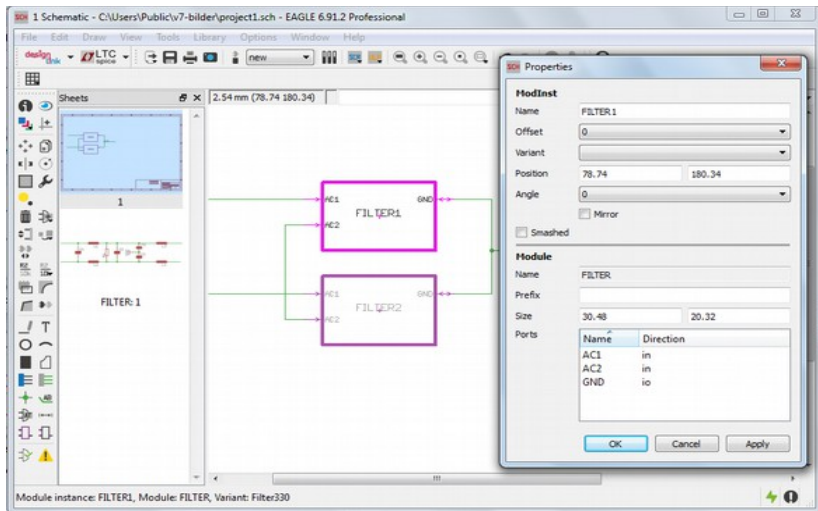 1 Schematic - C:\Users\Public\v7-bilder\project1.sch - EAGLE 6.91.2 Professional
File Edit Draw View Tools Library Options Window Help
design link LTC spice new
Sheets
2.54 mm (78.74 180.34)
1
FILTER: 1
AC1 GND
FILTER1
AC2
AC1 GND
FILTER2
AC2
Properties
ModInst
Name FILTER1
Offset 0
Variant
Position 78.74 180.34
Angle 0
Mirror
Smashed
Module
Name FILTER
Prefix
Size 30.48 20.32
Ports Name Direction
AC1 in
AC2 in
GND io
OK Cancel Apply
Module instance: FILTER1, Module: FILTER, Variant: Filter330